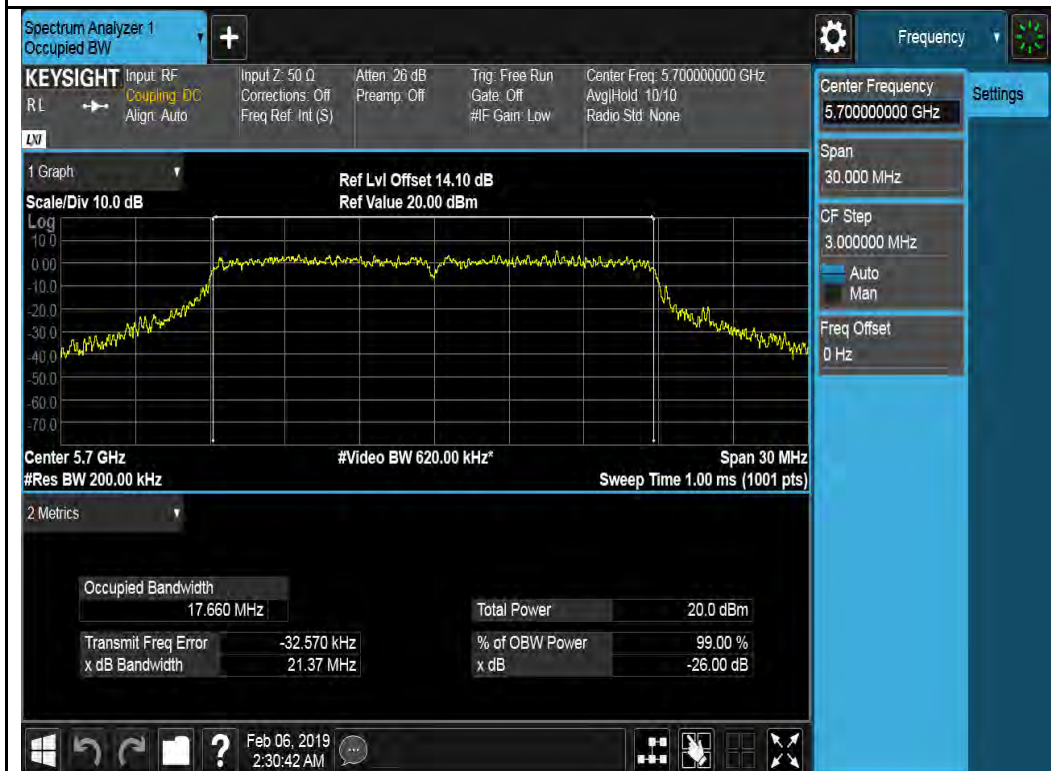 Spectrum Analyzer 1
Occupied BW
+
Frequency
KEYSIGHT
R L
LXI
Input: RF
Coupling: DC
Align: Auto
Input Z: 50 Ω
Corrections: Off
Freq Ref: Int (S)
Atten: 26 dB
Preamp: Off
Trig: Free Run
Gate: Off
#IF Gain: Low
Center Freq: 5.700000000 GHz
Avg|Hold: 10/10
Radio Std: None
Center Frequency
5.700000000 GHz
Settings
Span
30.000 MHz
CF Step
3.000000 MHz
Auto
Man
Freq Offset
0 Hz
1 Graph
Scale/Div 10.0 dB
Ref Lvl Offset 14.10 dB
Ref Value 20.00 dBm
Log
10.0
0.00
-10.0
-20.0
-30.0
-40.0
-50.0
-60.0
-70.0
Center 5.7 GHz
#Video BW 620.00 kHz*
Span 30 MHz
#Res BW 200.00 kHz
Sweep Time 1.00 ms (1001 pts)
2 Metrics
Occupied Bandwidth
17.660 MHz
Total Power 20.0 dBm
Transmit Freq Error -32.570 kHz
% of OBW Power 99.00 %
x dB Bandwidth 21.37 MHz
x dB -26.00 dB
?
Feb 06, 2019
2:30:42 AM